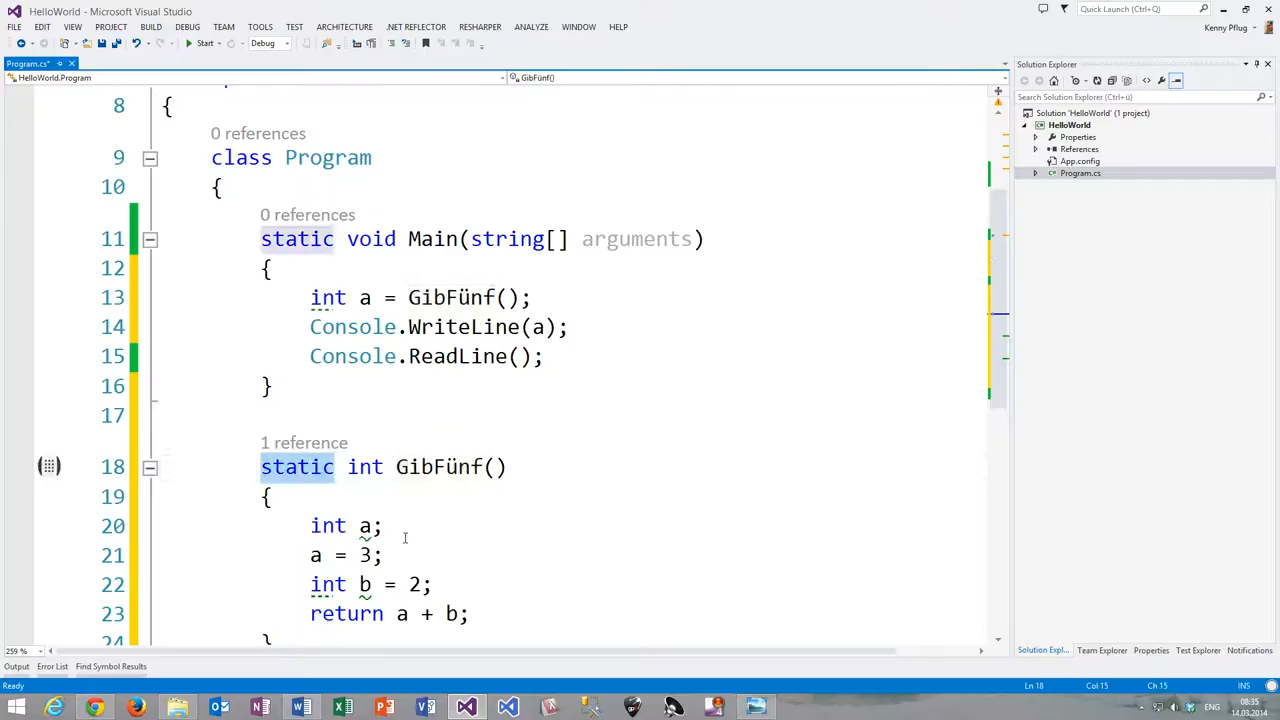 HelloWorld - Microsoft Visual Studio
Quick Launch (Ctrl+Q)
FILE EDIT VIEW PROJECT BUILD DEBUG TEAM TOOLS TEST ARCHITECTURE .NET REFLECTOR RESHARPER ANALYZE WINDOW HELP
Kenny Pflug
Start Debug
Program.cs*
Solution Explorer
HelloWorld.Program
GibFünf()
Search Solution Explorer (Ctrl+ü)
Solution 'HelloWorld' (1 project)
HelloWorld
Properties
References
App.config
Program.cs
8 {
0 references
9 class Program
10 {
0 references
11 static void Main(string[] arguments)
12 {
13 int a = GibFünf();
14 Console.WriteLine(a);
15 Console.ReadLine();
16 }
17
1 reference
18 static int GibFünf()
19 {
20 int a;
21 a = 3;
22 int b = 2;
23 return a + b;
24 }
259 %
Solution Expl... Team Explorer Properties Test Explorer Notifications
Output Error List Find Symbol Results
Ready Ln 18 Col 15 Ch 15 INS
ENG
08:35
14.03.2014